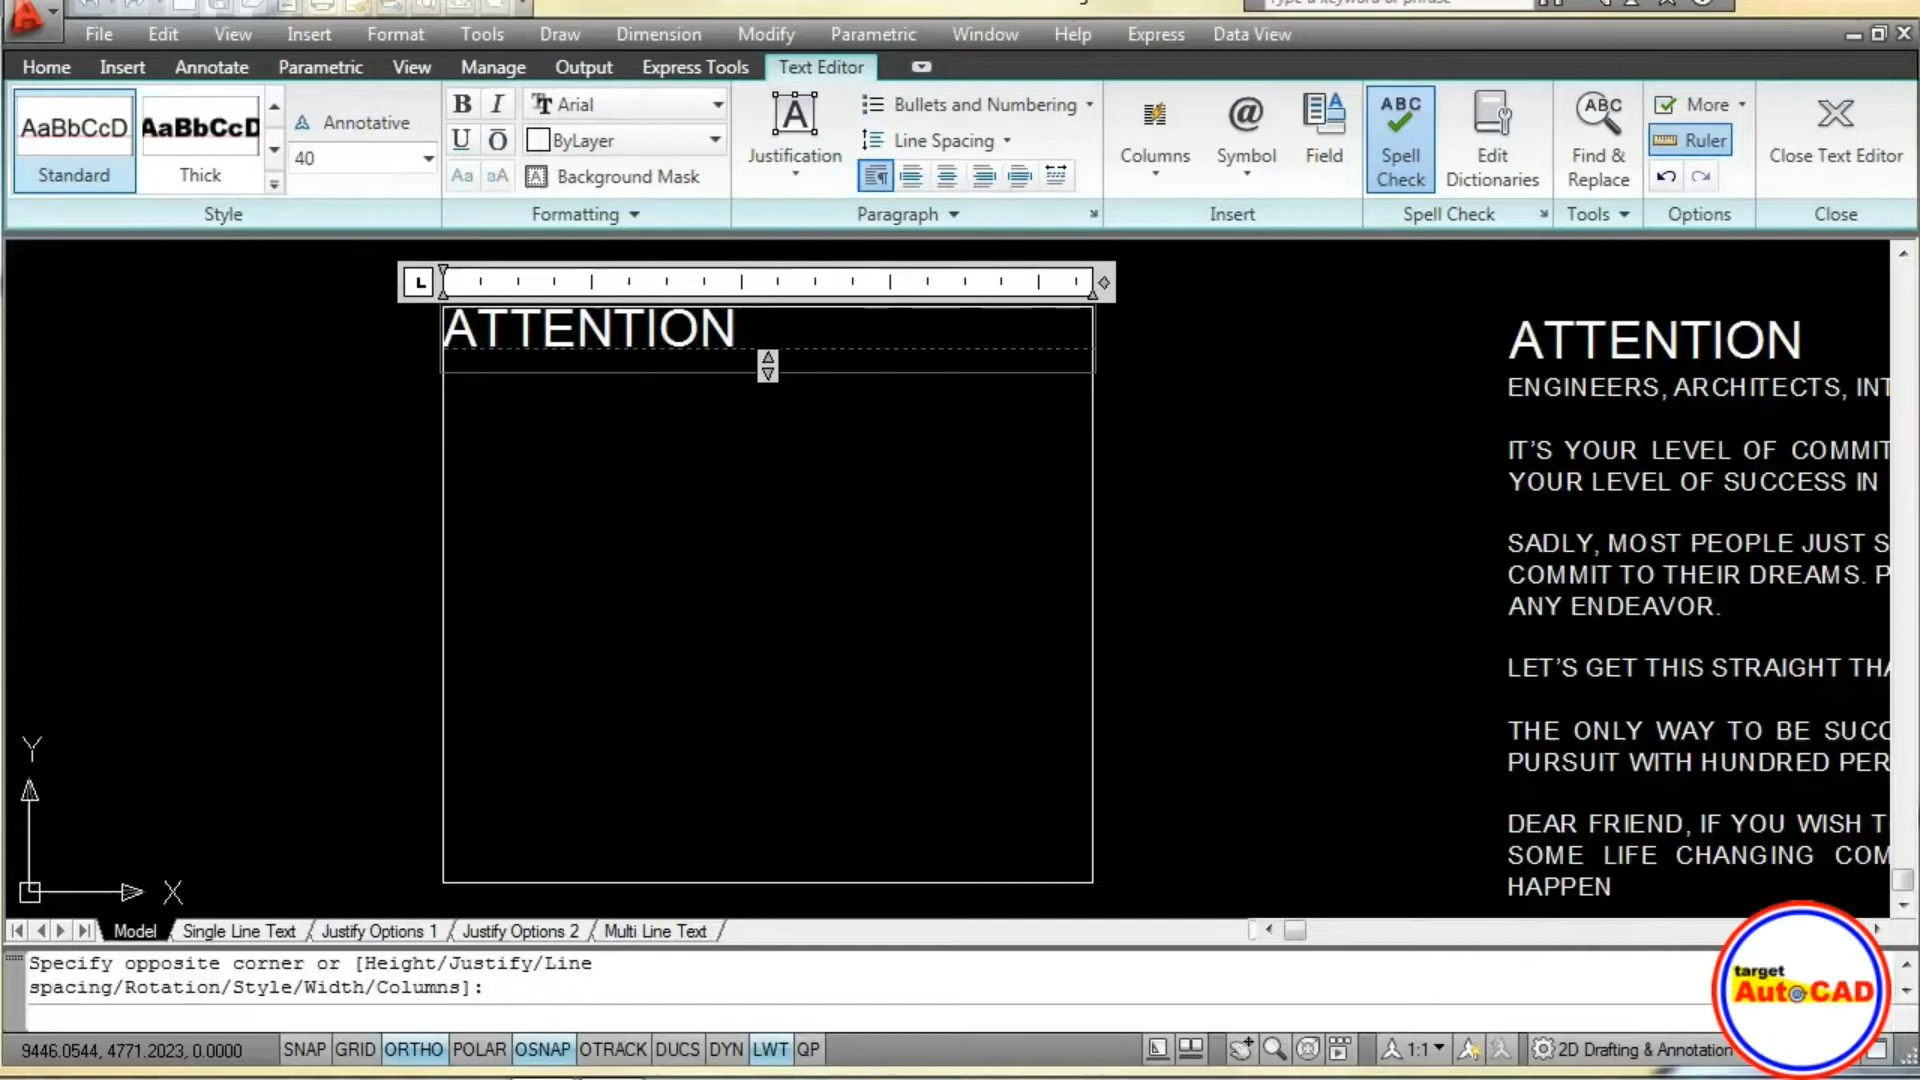 Type a keyword or phrase
File Edit View Insert Format Tools Draw Dimension Modify Parametric Window Help Express Data View
Home Insert Annotate Parametric View Manage Output Express Tools Text Editor
AaBbCcD AaBbCcD Annotative B I Arial A Bullets and Numbering @ ABC ABC More
Standard Thick 40 U O ByLayer Justification Line Spacing Columns Symbol Field Spell Check Edit Dictionaries Find & Replace Ruler Close Text Editor
Aa aA Background Mask
Style Formatting Paragraph Insert Spell Check Tools Options Close
L
ATTENTION
ATTENTION
ENGINEERS, ARCHITECTS, INT
IT'S YOUR LEVEL OF COMMIT
YOUR LEVEL OF SUCCESS IN
SADLY, MOST PEOPLE JUST S
COMMIT TO THEIR DREAMS. P
ANY ENDEAVOR.
LET'S GET THIS STRAIGHT THA
THE ONLY WAY TO BE SUCC
PURSUIT WITH HUNDRED PER
DEAR FRIEND, IF YOU WISH T
SOME LIFE CHANGING COM
HAPPEN
Y
X
Model Single Line Text Justify Options 1 Justify Options 2 Multi Line Text
Specify opposite corner or [Height/Justify/Line
spacing/Rotation/Style/Width/Columns]:
target
AutoCAD
9446.0544, 4771.2023, 0.0000 SNAP GRID ORTHO POLAR OSNAP OTRACK DUCS DYN LWT QP 1:1 2D Drafting & Annotation